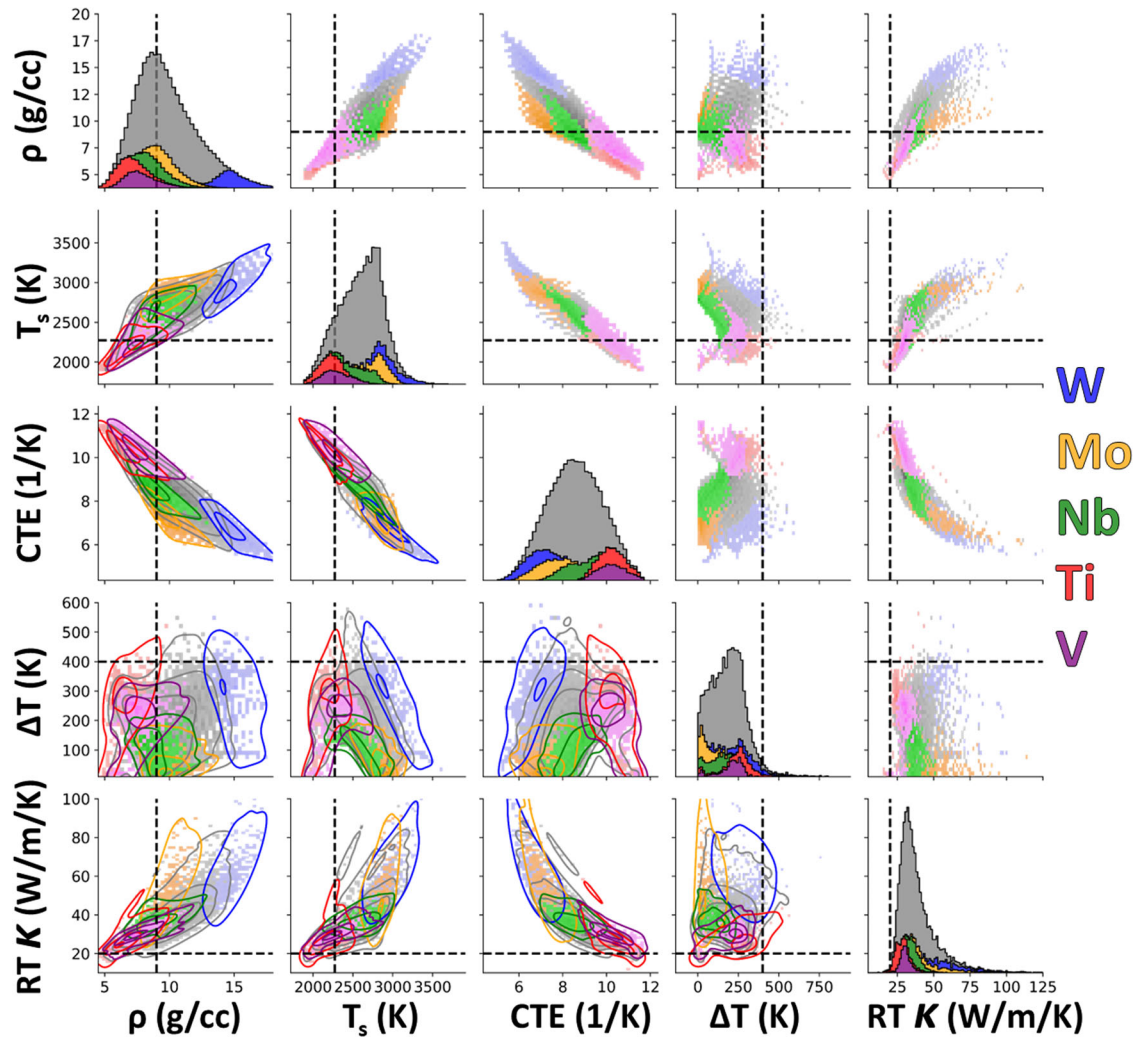 20
17
15
12
10
7
5
ρ (g/cc)
3500
3000
2500
2000
Tₛ (K)
12
10
8
6
CTE (1/K)
600
500
400
300
200
100
ΔT (K)
100
80
60
40
20
RT K (W/m/K)
5 10 15
2000 2500 3000 3500
6 8 10 12
0 250 500 750
25 50 75 100 125
ρ (g/cc)
Tₛ (K)
CTE (1/K)
ΔT (K)
RT K (W/m/K)
W
Mo
Nb
Ti
V